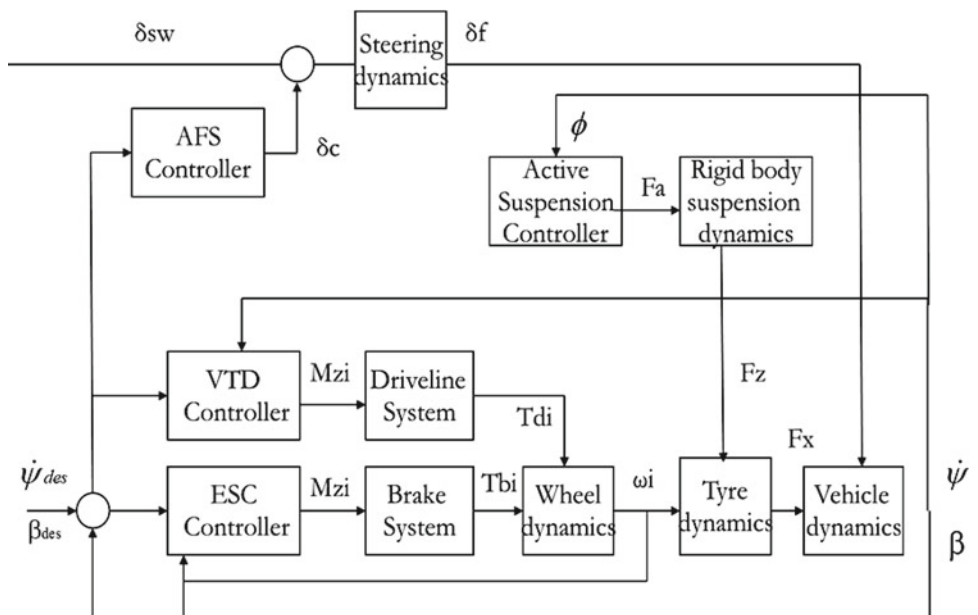 δsw
Steering
dynamics
δf
AFS
Controller
δc
ϕ
Active
Suspension
Controller
Fa
Rigid body
suspension
dynamics
VTD
Controller
Mzi
Driveline
System
Tdi
Fz
Fx
ψ̇des
βdes
ESC
Controller
Mzi
Brake
System
Tbi
Wheel
dynamics
ωi
Tyre
dynamics
Vehicle
dynamics
ψ̇
β